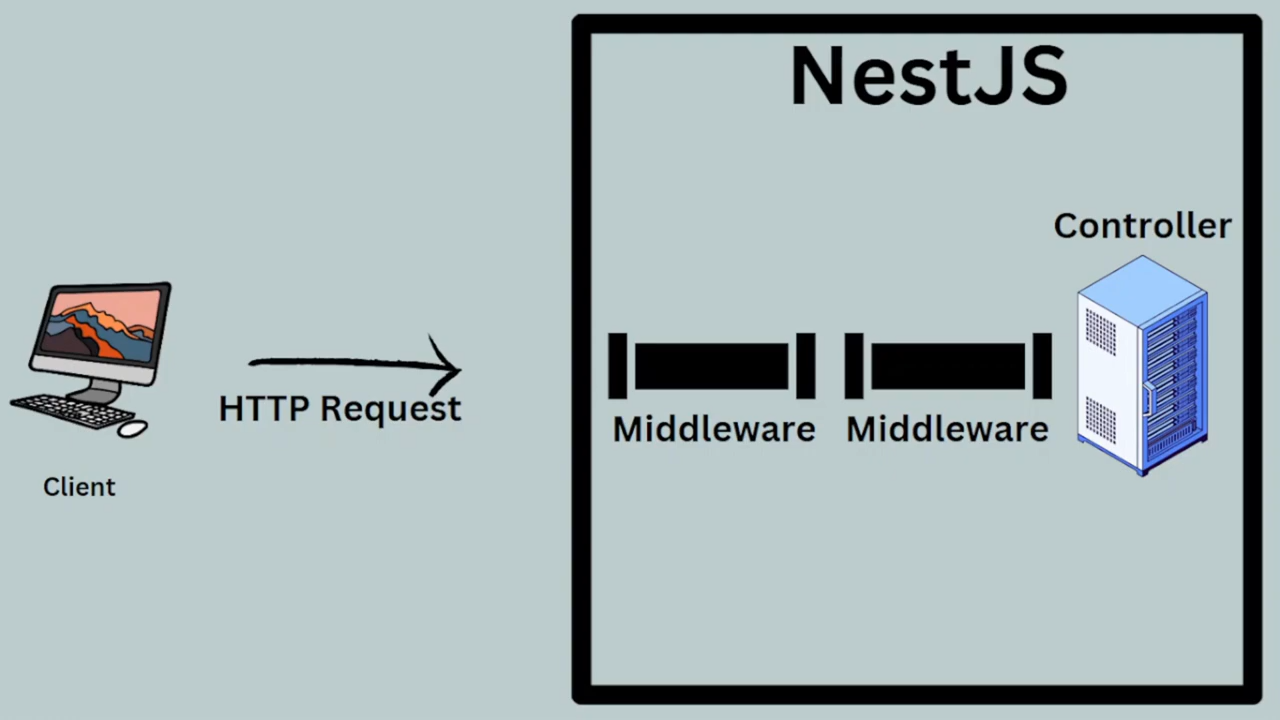 NestJS
Controller
HTTP Request
Middleware
Middleware
Client